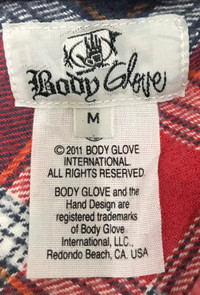 Body Glove
M
© 2011 BODY GLOVE
INTERNATIONAL.
ALL RIGHTS RESERVED.
BODY GLOVE and the
Hand Design are
registered trademarks
of Body Glove
International, LLC.,
Redondo Beach, CA. USA